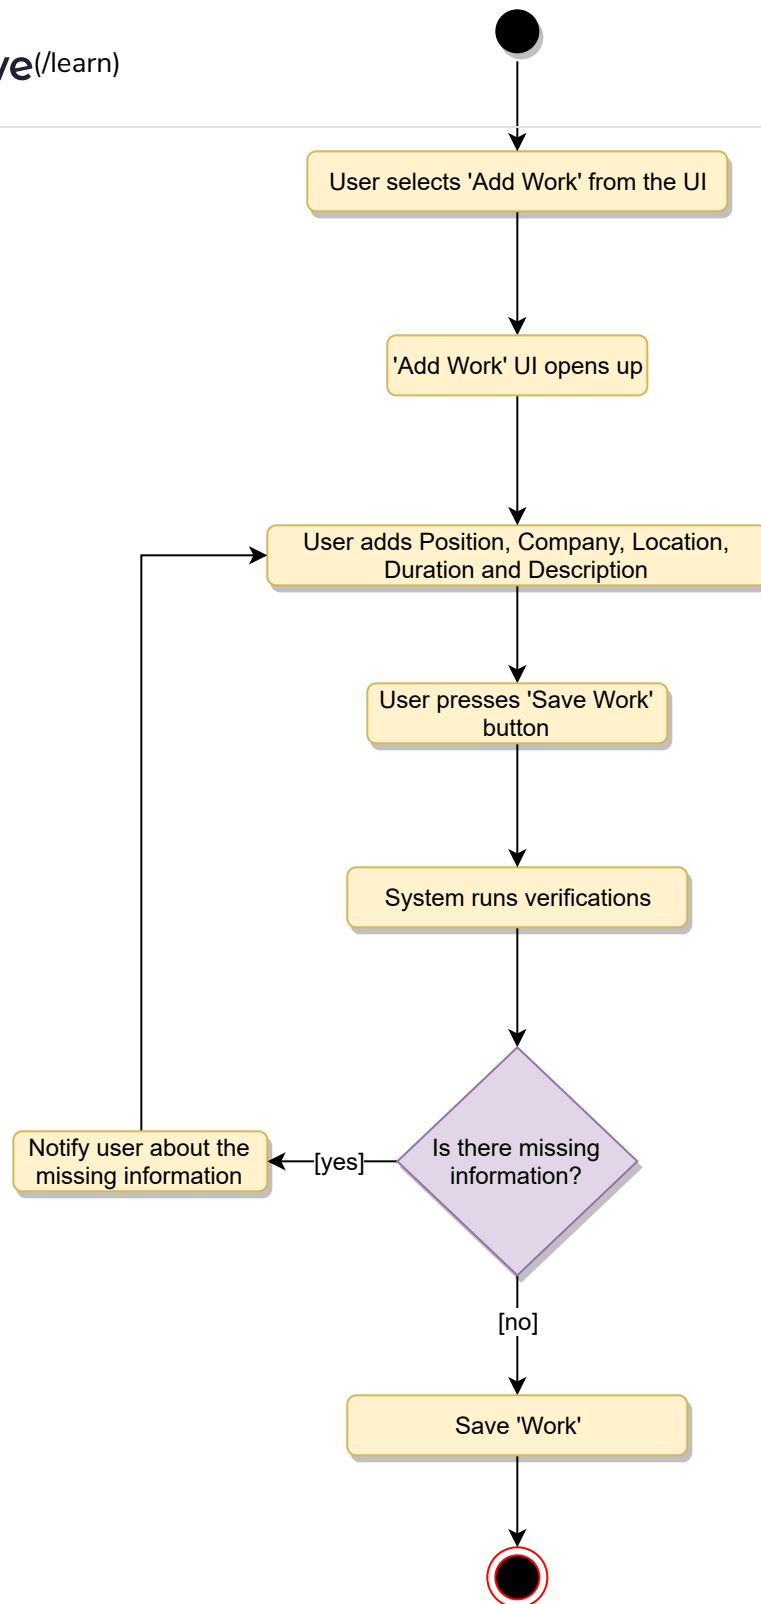 (/learn)
User selects 'Add Work' from the UI
'Add Work' UI opens up
User adds Position, Company, Location,
Duration and Description
User presses 'Save Work'
button
System runs verifications
Is there missing
information?
[yes]
Notify user about the
missing information
[no]
Save 'Work'